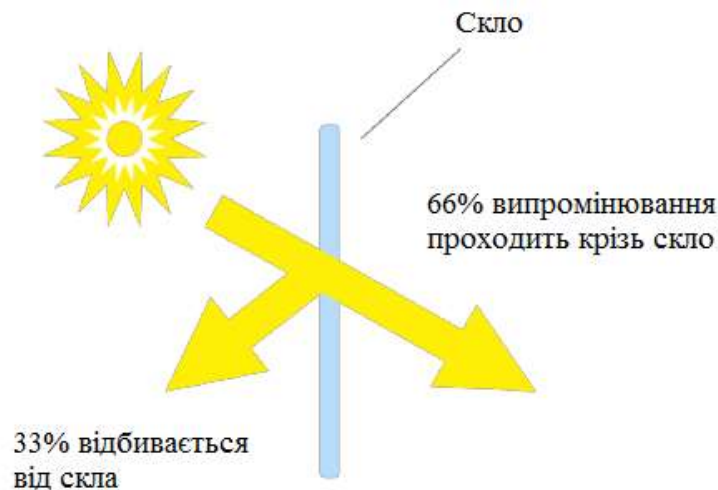 Скло
66% випромінювання
проходить крізь скло
33% відбивається
від скла